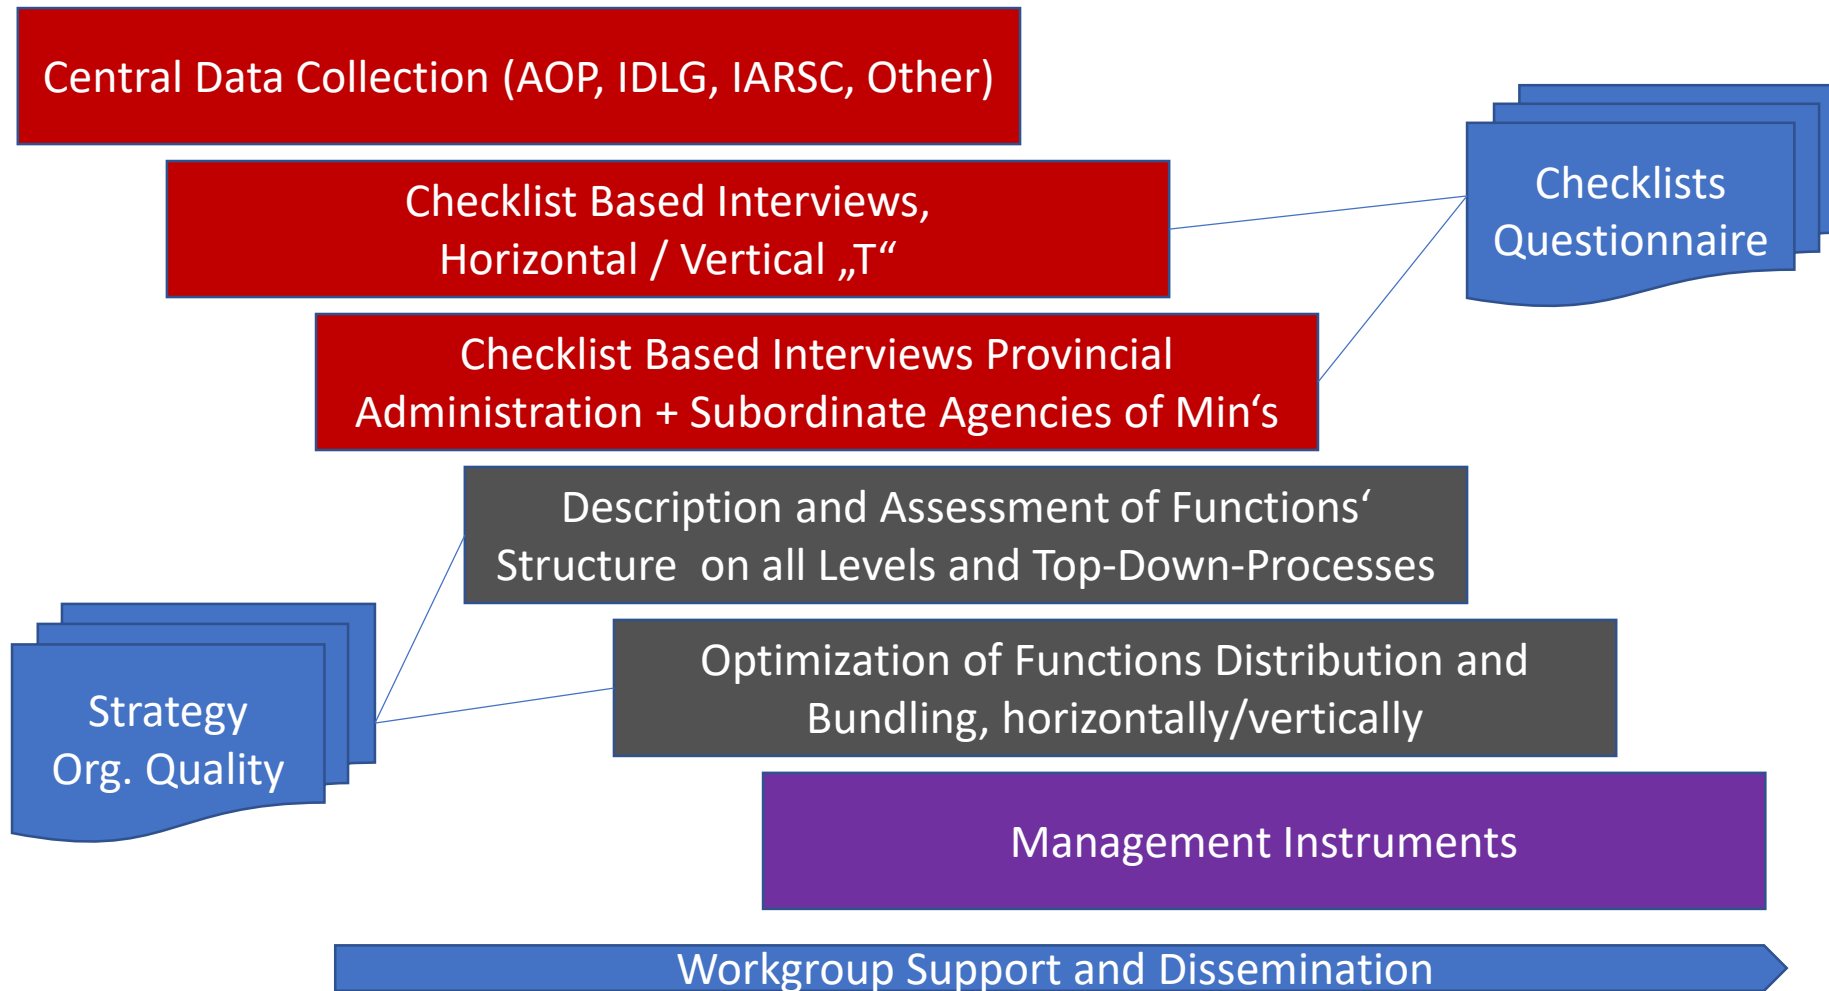 Central Data Collection (AOP, IDLG, IARSC, Other)
Checklist Based Interviews,
Horizontal / Vertical „T“
Checklists
Questionnaire
Checklist Based Interviews Provincial
Administration + Subordinate Agencies of Min‘s
Description and Assessment of Functions‘
Structure  on all Levels and Top-Down-Processes
Optimization of Functions Distribution and
Bundling, horizontally/vertically
Strategy
Org. Quality
Management Instruments
Workgroup Support and Dissemination